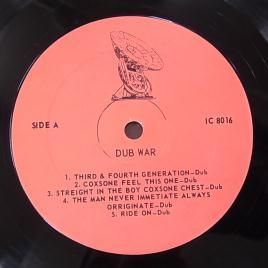 SIDE A
IC 8016
DUB WAR
1. THIRD & FOURTH GENERATION-Dub
2. COXSONE FEEL THIS ONE-Dub
3. STREIGHT IN THE BOY COXSONE CHEST-Dub
4. THE MAN NEVER IMMETIATE ALWAYS
ORRIGINATE-Dub
5. RIDE ON-Dub